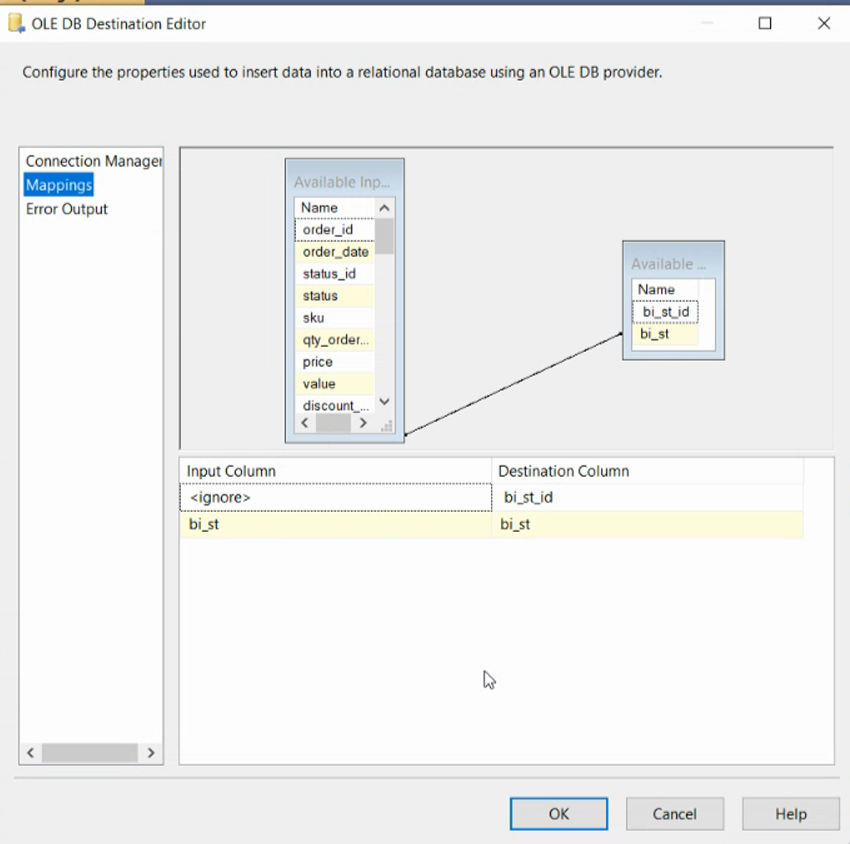 OLE DB Destination Editor
Configure the properties used to insert data into a relational database using an OLE DB provider.
Connection Manager
Mappings
Error Output
Available Inp...
Name
order_id
order_date
status_id
status
sku
qty_order...
price
value
discount_...
Available ...
Name
bi_st_id
bi_st
Input Column Destination Column
<ignore> bi_st_id
bi_st bi_st
OK Cancel Help